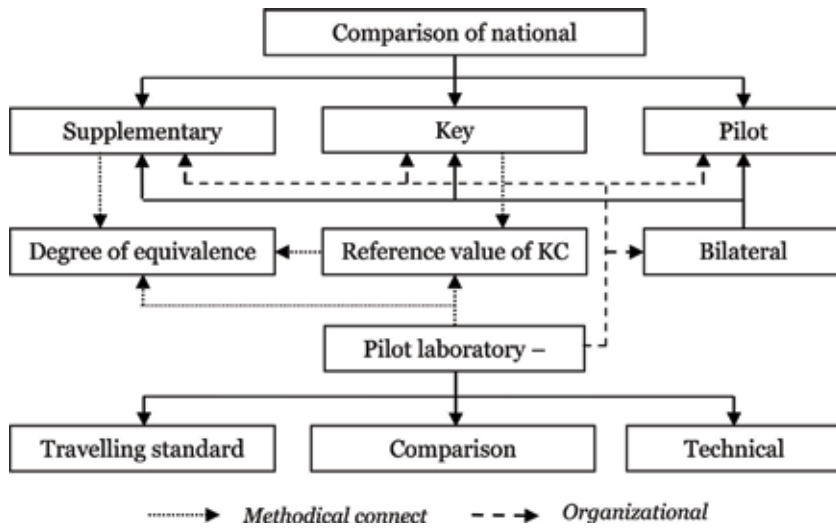 Comparison of national
Supplementary
Key
Pilot
Degree of equivalence
Reference value of KC
Bilateral
Pilot laboratory –
Travelling standard
Comparison
Technical
Methodical connect
Organizational